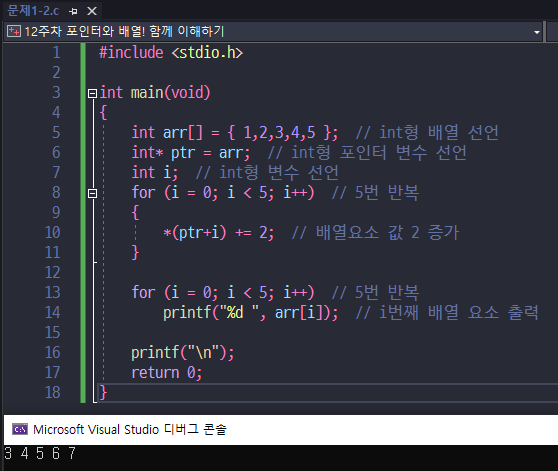 문제1-2.c
12주차 포인터와 배열! 함께 이해하기
1 #include <stdio.h>
2
3 int main(void)
4 {
5     int arr[] = { 1,2,3,4,5 };  // int형 배열 선언
6     int* ptr = arr;  // int형 포인터 변수 선언
7     int i;  // int형 변수 선언
8     for (i = 0; i < 5; i++)  // 5번 반복
9     {
10         *(ptr+i) += 2;  // 배열요소 값 2 증가
11     }
12
13     for (i = 0; i < 5; i++)  // 5번 반복
14         printf("%d ", arr[i]);  // i번째 배열 요소 출력
15
16     printf("\n");
17     return 0;
18 }
Microsoft Visual Studio 디버그 콘솔
3 4 5 6 7